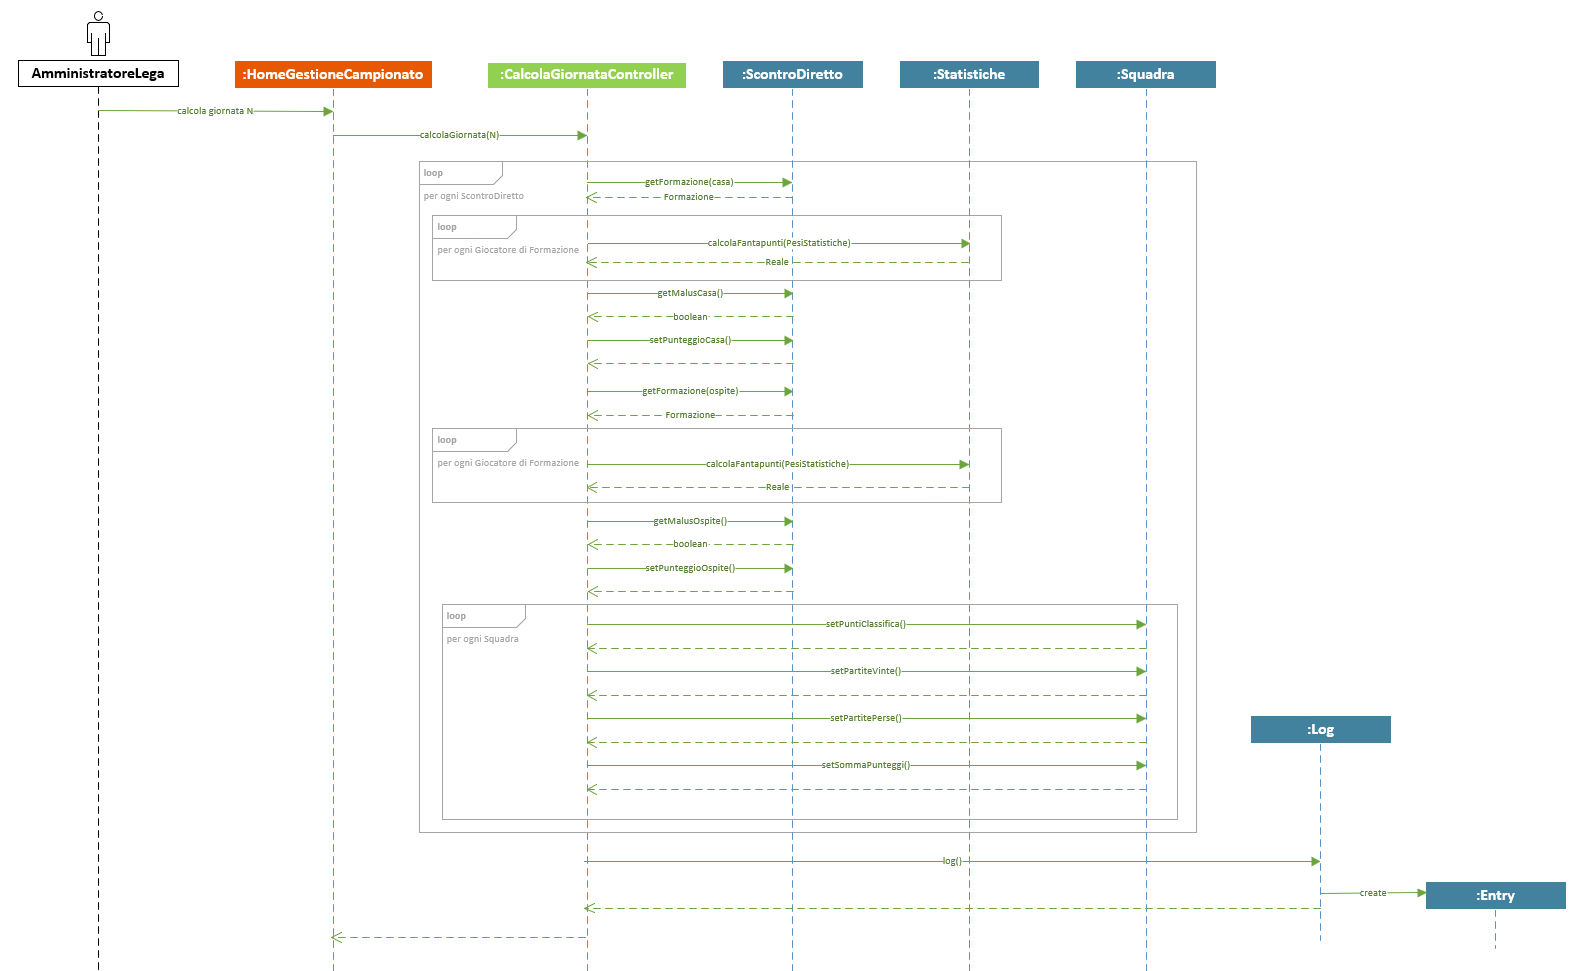 AmministratoreLega
:HomeGestioneCampionato
:CalcolaGiornataController
:ScontroDiretto
:Statistiche
:Squadra
calcola giornata N
calcolaGiornata(N)
loop
per ogni ScontroDiretto
getFormazione(casa)
Formazione
loop
per ogni Giocatore di Formazione
calcolaFantapunti(PesiStatistiche)
Reale
getMalusCasa()
boolean
setPunteggioCasa()
getFormazione(ospite)
Formazione
loop
per ogni Giocatore di Formazione
calcolaFantapunti(PesiStatistiche)
Reale
getMalusOspite()
boolean
setPunteggioOspite()
loop
per ogni Squadra
setPuntiClassifica()
setPartiteVinte()
setPartitePerse()
:Log
setSommaPunteggi()
log()
create
:Entry